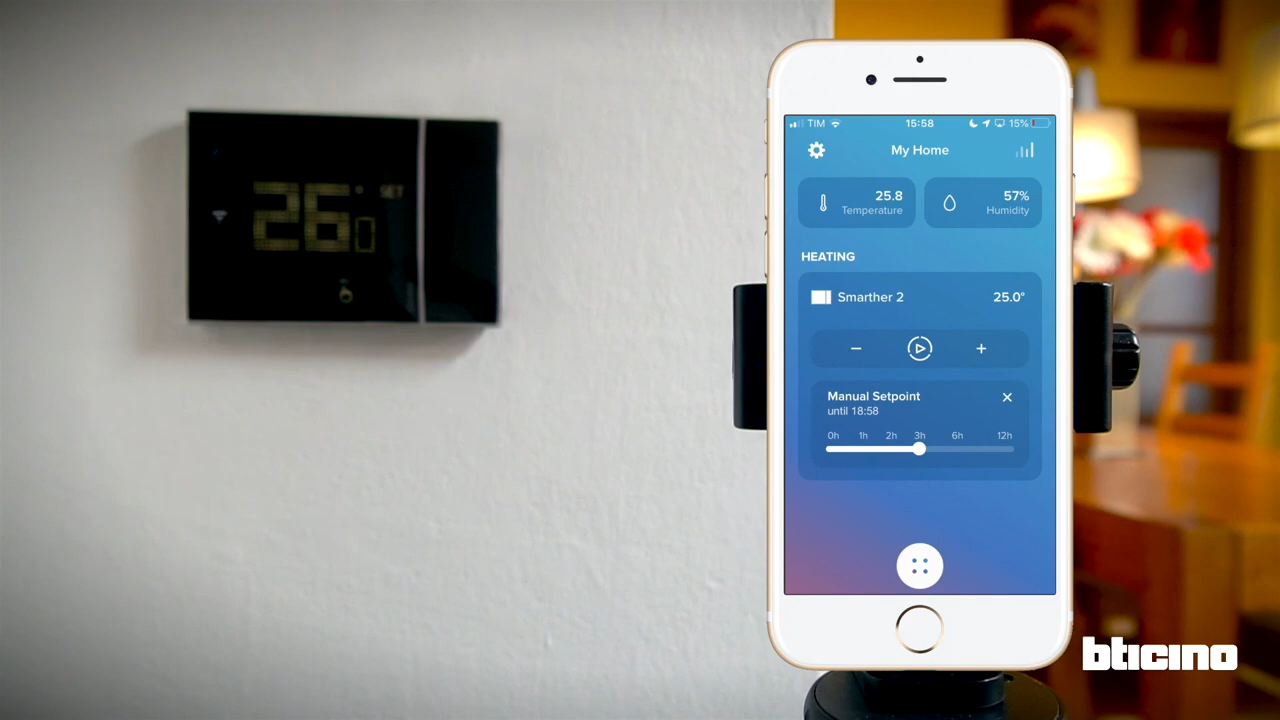 26.0° SET
TIM 15:58 15%
My Home
25.8 57%
Temperature Humidity
HEATING
Smarther 2 25.0°
− +
Manual Setpoint ×
until 18:58
0h 1h 2h 3h 6h 12h
bticino